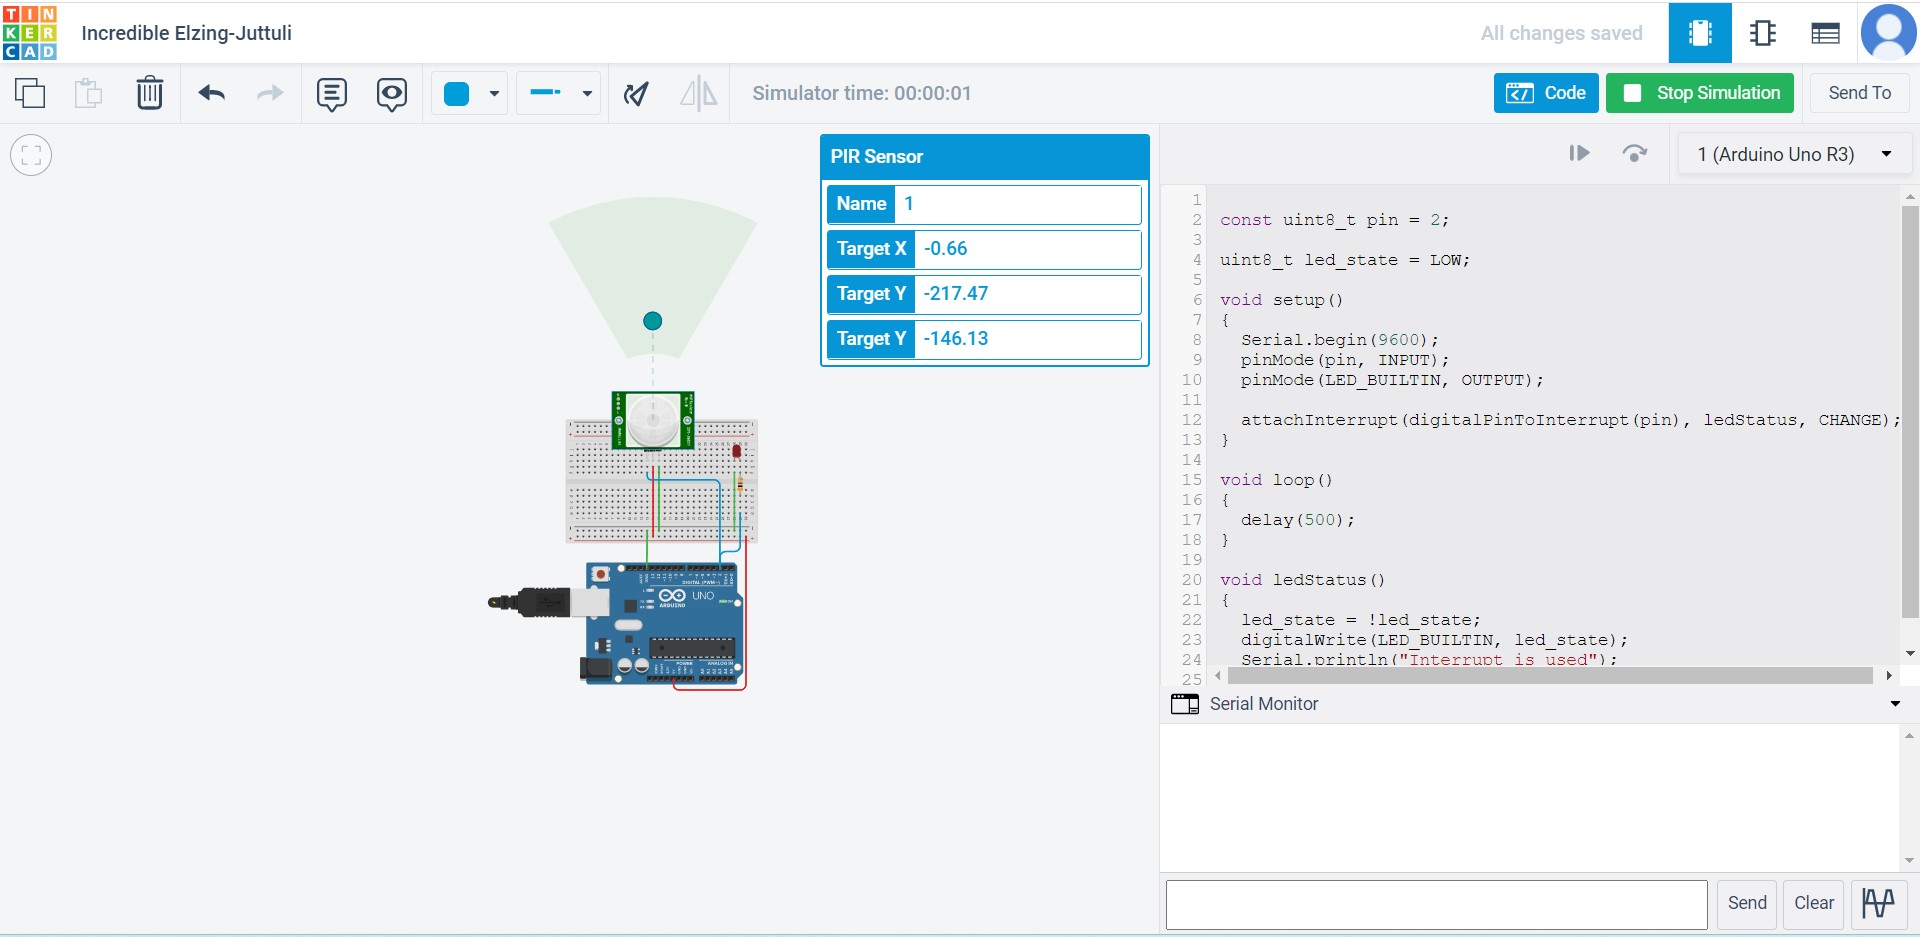 TIN
KER
CAD
Incredible Elzing-Juttuli
All changes saved
Simulator time: 00:00:01
Code
Stop Simulation
Send To
PIR Sensor
Name 1
Target X -0.66
Target Y -217.47
Target Y -146.13
DIGITAL (PWM~)
UNO
ARDUINO
POWER
ANALOG IN
1 (Arduino Uno R3)
1
2 const uint8_t pin = 2;
3
4 uint8_t led_state = LOW;
5
6 void setup()
7 {
8 Serial.begin(9600);
9 pinMode(pin, INPUT);
10 pinMode(LED_BUILTIN, OUTPUT);
11
12 attachInterrupt(digitalPinToInterrupt(pin), ledStatus, CHANGE);
13 }
14
15 void loop()
16 {
17 delay(500);
18 }
19
20 void ledStatus()
21 {
22 led_state = !led_state;
23 digitalWrite(LED_BUILTIN, led_state);
24 Serial.println("Interrupt is used");
25
Serial Monitor
Send
Clear